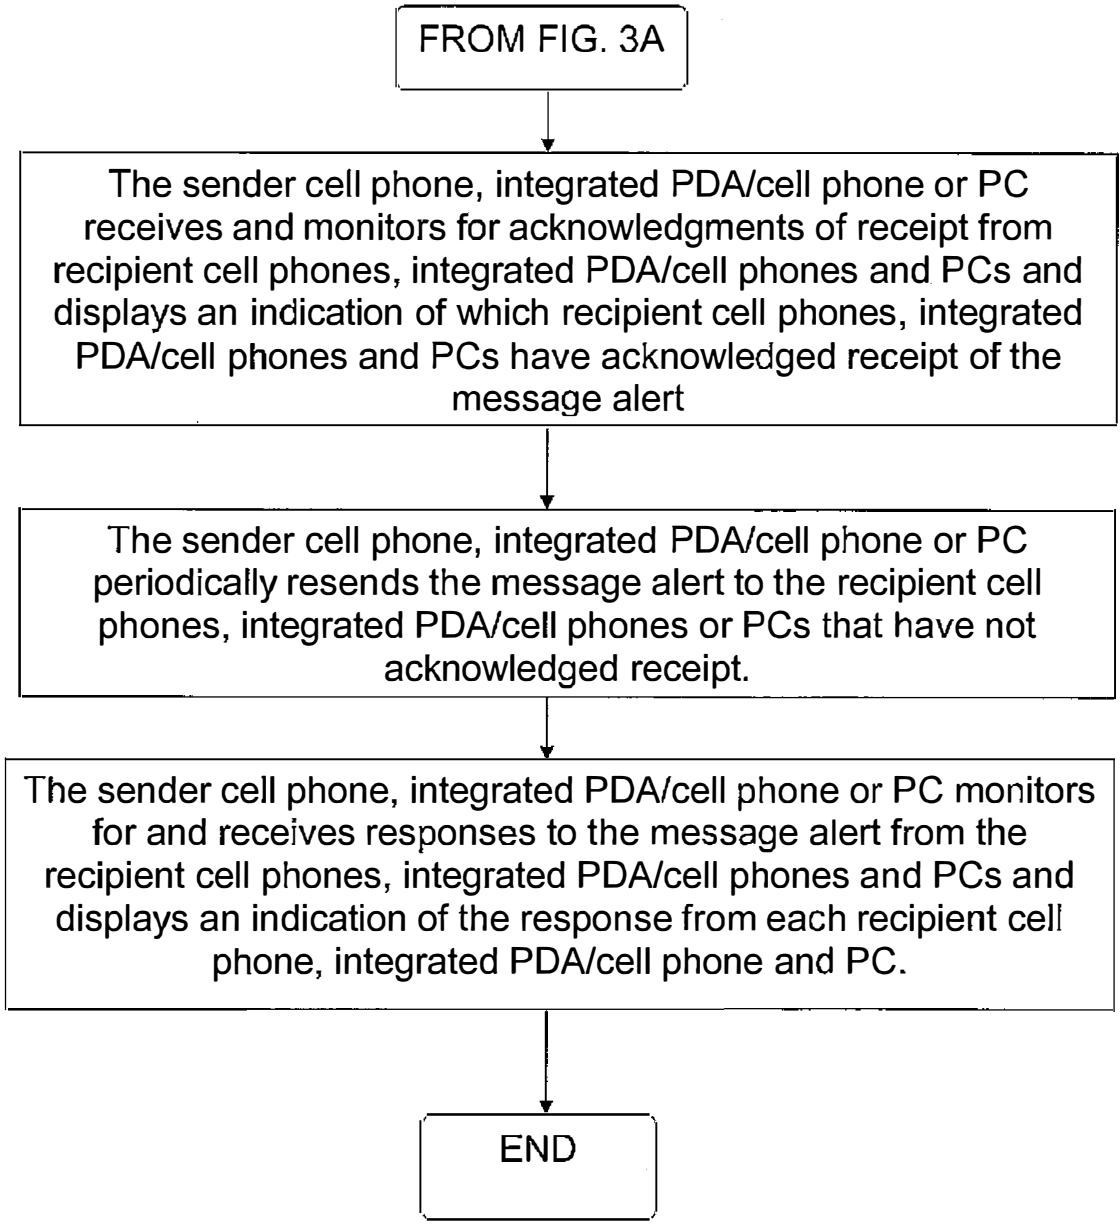 FROM FIG. 3A
The sender cell phone, integrated PDA/cell phone or PC
receives and monitors for acknowledgments of receipt from
recipient cell phones, integrated PDA/cell phones and PCs and
displays an indication of which recipient cell phones, integrated
PDA/cell phones and PCs have acknowledged receipt of the
message alert
The sender cell phone, integrated PDA/cell phone or PC
periodically resends the message alert to the recipient cell
phones, integrated PDA/cell phones or PCs that have not
acknowledged receipt.
The sender cell phone, integrated PDA/cell phone or PC monitors
for and receives responses to the message alert from the
recipient cell phones, integrated PDA/cell phones and PCs and
displays an indication of the response from each recipient cell
phone, integrated PDA/cell phone and PC.
END